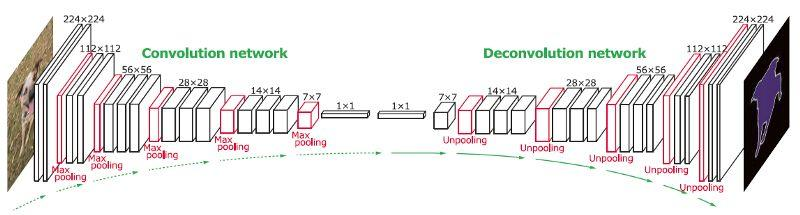 224×224
112×112
56×56
Convolution network
28×28
14×14
7×7
1×1
1×1
7×7
14×14
Deconvolution network
28×28
56×56
112×112
224×224
Max
pooling
Max
pooling
Max
pooling
Max
pooling
Max
pooling
Unpooling
Unpooling
Unpooling
Unpooling
Unpooling